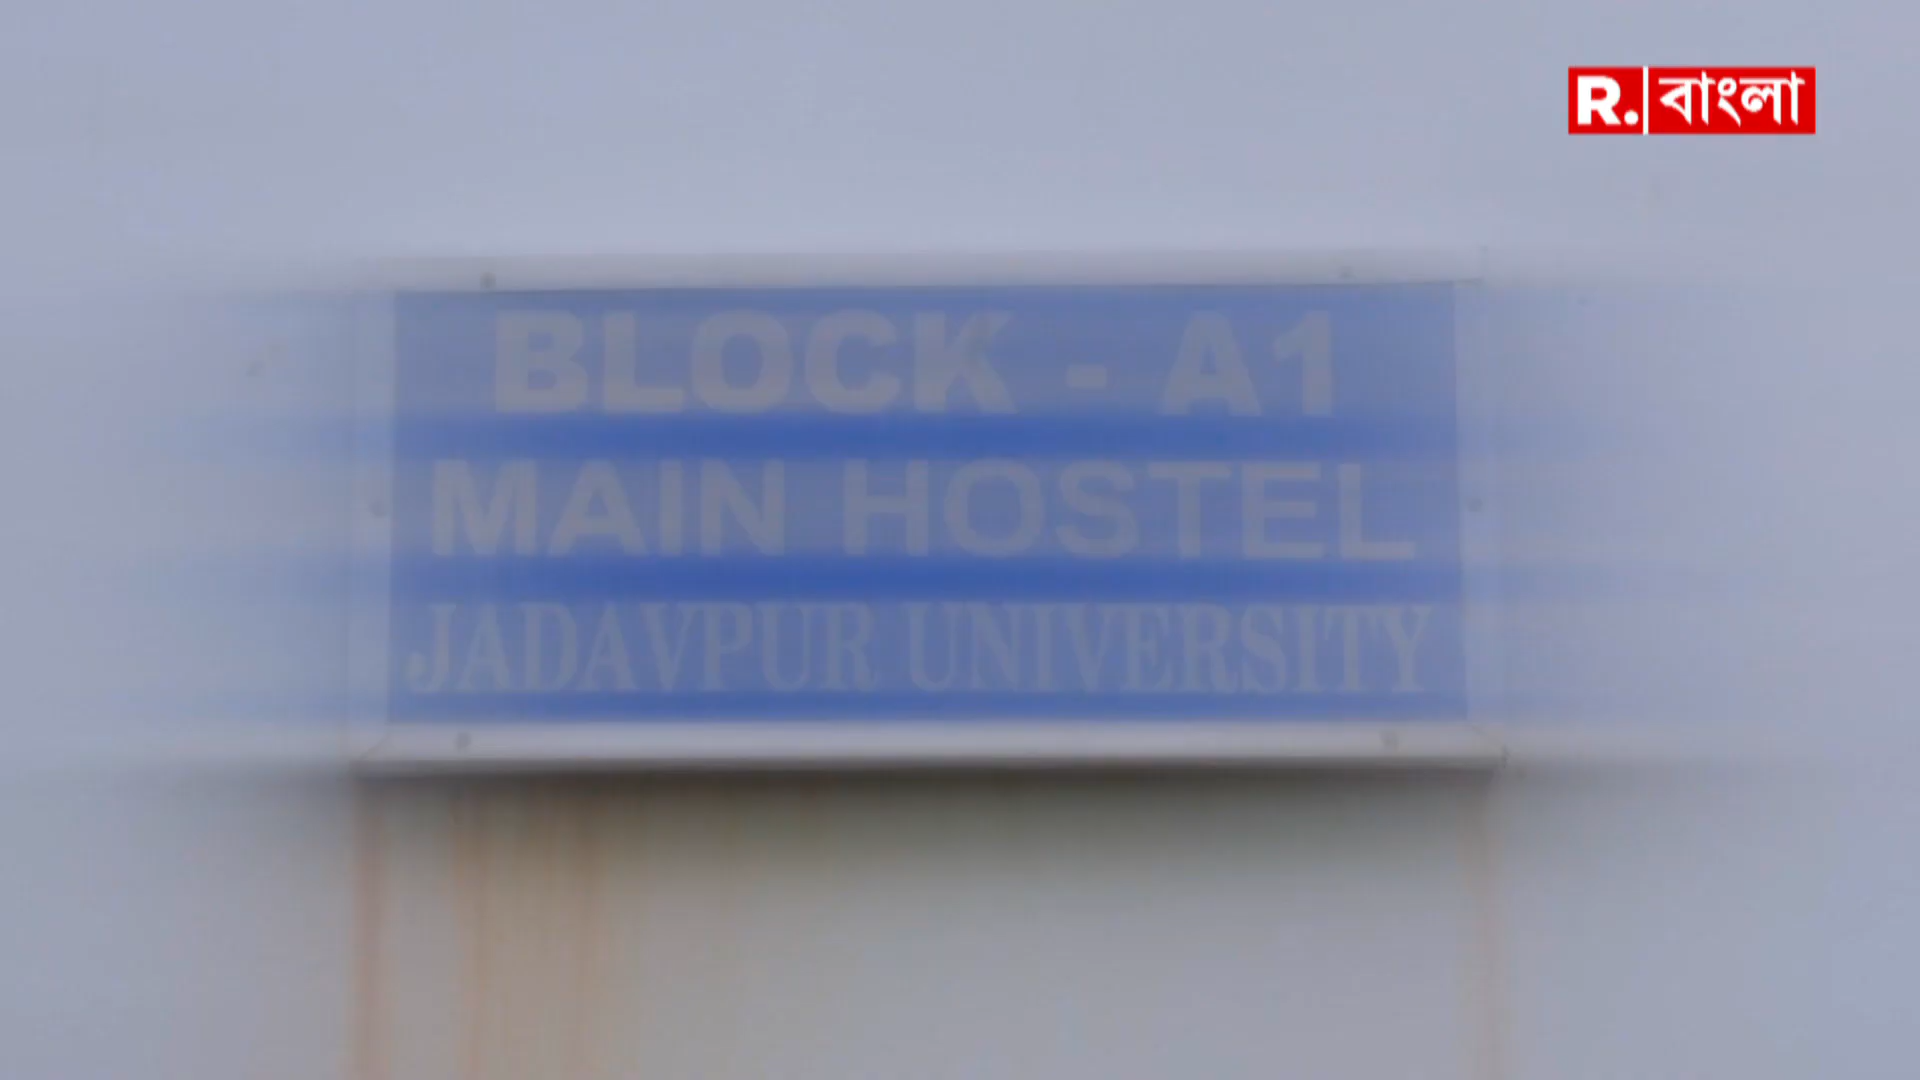 R. বাংলা
BLOCK - A1
MAIN HOSTEL
JADAVPUR UNIVERSITY